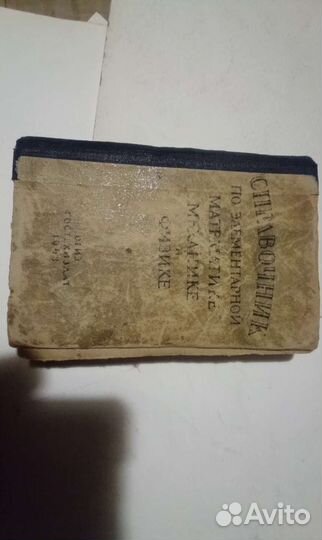 СПРАВОЧНИК
ПО ЭЛЕМЕНТАРНОЙ
МАТЕМАТИКЕ
МЕХАНИКЕ
ФИЗИКЕ
Avito